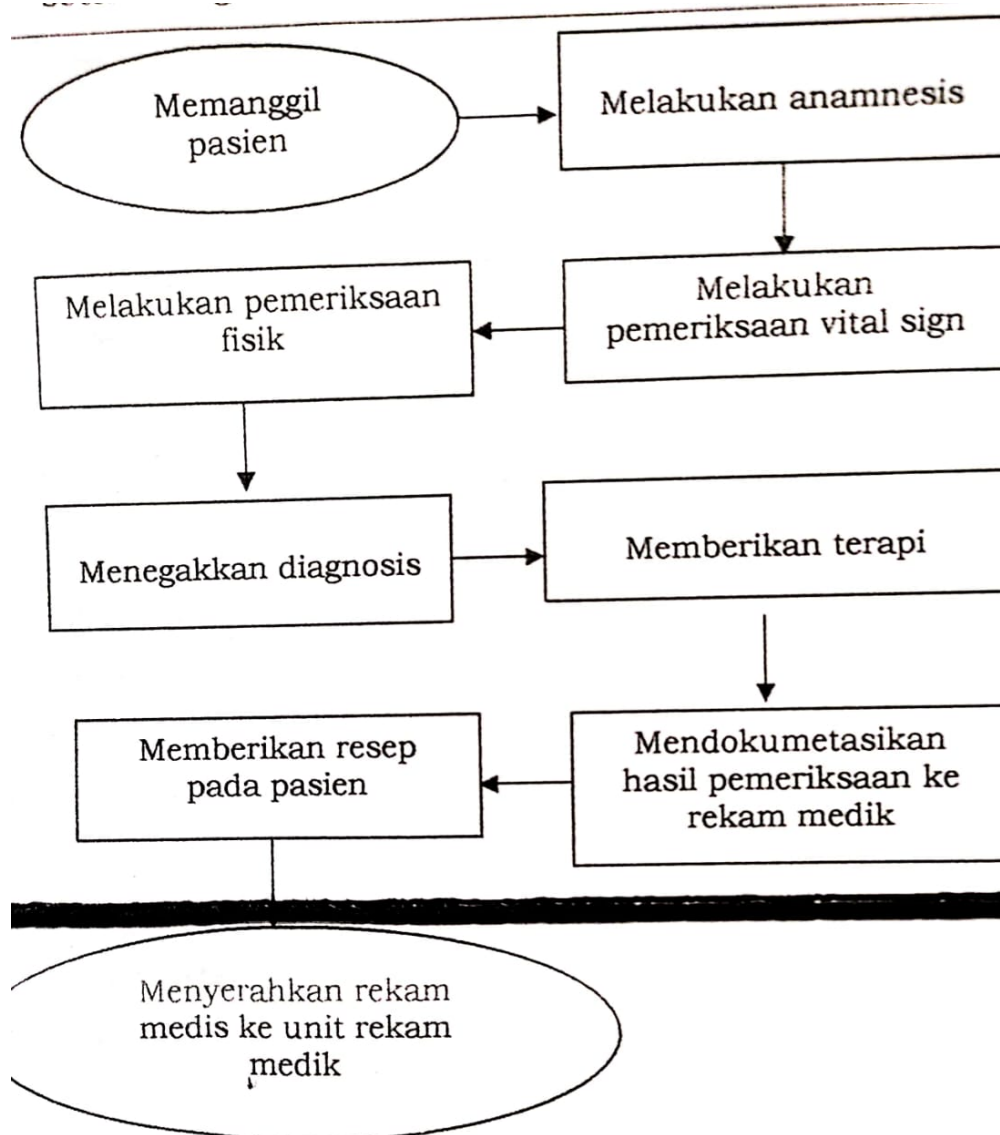 Memanggil
pasien
Melakukan anamnesis
Melakukan
pemeriksaan vital sign
Melakukan pemeriksaan
fisik
Menegakkan diagnosis
Memberikan terapi
Mendokumetasikan
hasil pemeriksaan ke
rekam medik
Memberikan resep
pada pasien
Menyerahkan rekam
medis ke unit rekam
medik